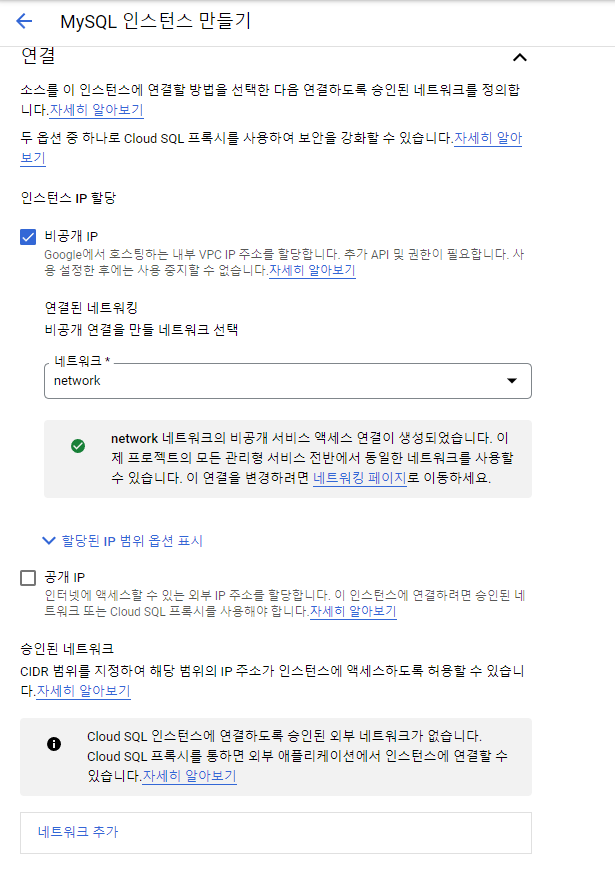 MySQL 인스턴스 만들기
연결
소스를 이 인스턴스에 연결할 방법을 선택한 다음 연결하도록 승인된 네트워크를 정의합
니다.자세히 알아보기
두 옵션 중 하나로 Cloud SQL 프록시를 사용하여 보안을 강화할 수 있습니다.자세히 알아
보기
인스턴스 IP 할당
비공개 IP
Google에서 호스팅하는 내부 VPC IP 주소를 할당합니다. 추가 API 및 권한이 필요합니다. 사
용 설정한 후에는 사용 중지할 수 없습니다.자세히 알아보기
연결된 네트워킹
비공개 연결을 만들 네트워크 선택
네트워크 *
network
network 네트워크의 비공개 서비스 액세스 연결이 생성되었습니다. 이
제 프로젝트의 모든 관리형 서비스 전반에서 동일한 네트워크를 사용할
수 있습니다. 이 연결을 변경하려면 네트워킹 페이지로 이동하세요.
할당된 IP 범위 옵션 표시
공개 IP
인터넷에 액세스할 수 있는 외부 IP 주소를 할당합니다. 이 인스턴스에 연결하려면 승인된 네
트워크 또는 Cloud SQL 프록시를 사용해야 합니다.자세히 알아보기
승인된 네트워크
CIDR 범위를 지정하여 해당 범위의 IP 주소가 인스턴스에 액세스하도록 허용할 수 있습니
다.자세히 알아보기
Cloud SQL 인스턴스에 연결하도록 승인된 외부 네트워크가 없습니다.
Cloud SQL 프록시를 통하면 외부 애플리케이션에서 인스턴스에 연결할 수
있습니다.자세히 알아보기
네트워크 추가